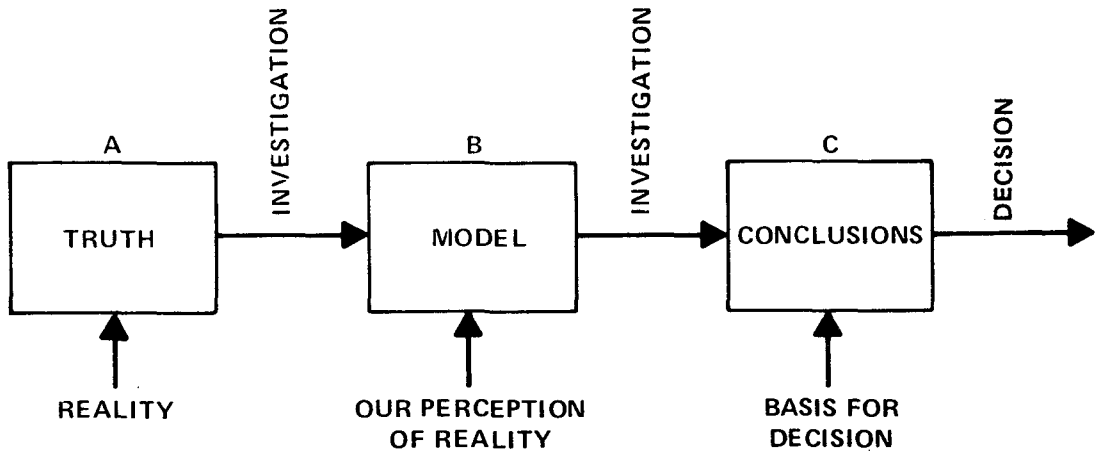 INVESTIGATION
INVESTIGATION
DECISION
A
B
C
TRUTH
MODEL
CONCLUSIONS
REALITY
OUR PERCEPTION
OF REALITY
BASIS FOR
DECISION